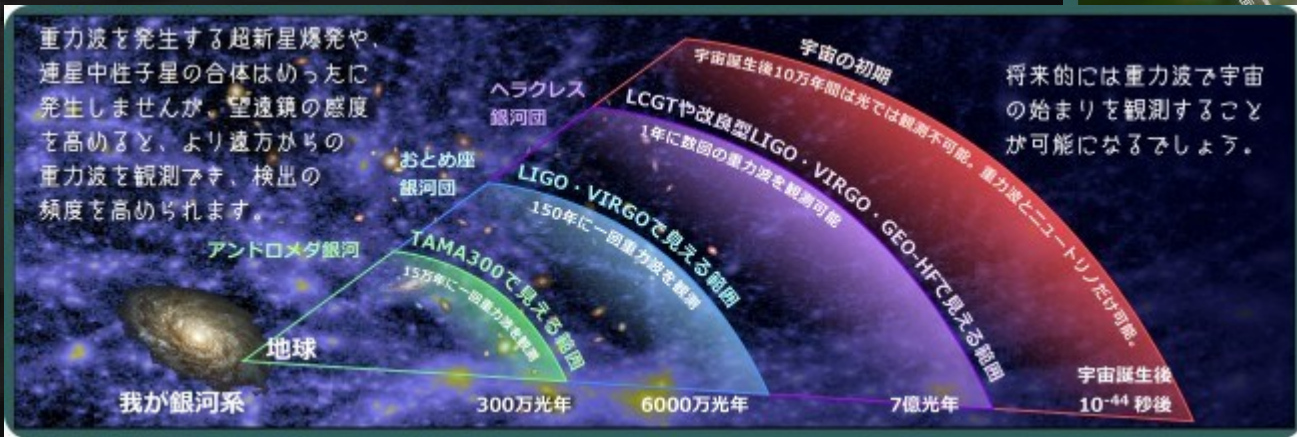 重力波を発生する超新星爆発や、
連星中性子星の合体はめったに
発生しませんが、望遠鏡の感度
を高めると、より遠方からの
重力波を観測でき、検出の
頻度を高められます。
将来的には重力波で宇宙
の始まりを観測すること
が可能になるでしょう。
宇宙の初期
宇宙誕生後10万年間は光では観測不可能。重力波とニュートリノだけ可能。
ヘラクレス
銀河団
LCGTや改良型LIGO・VIRGO・GEO-HFで見える範囲
1年に数回の重力波を観測可能
おとめ座
銀河団
LIGO・VIRGOで見える範囲
150年に一回重力波を観測
アンドロメダ銀河
TAMA300で見える範囲
15万年に一回重力波を観測
地球
我が銀河系
300万光年
6000万光年
7億光年
宇宙誕生後
10⁻⁴⁴ 秒後